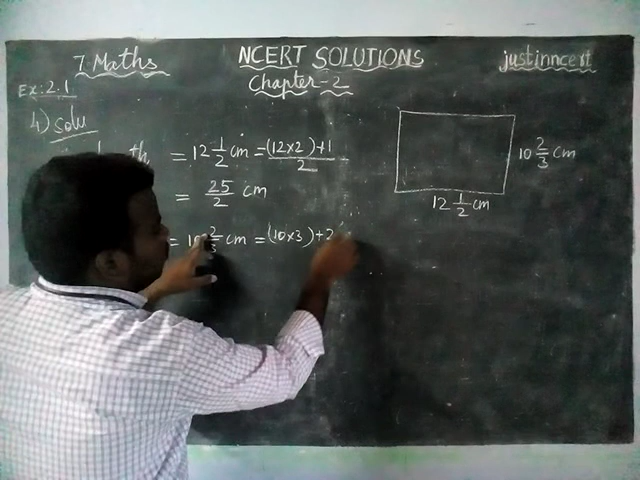 7. Maths NCERT SOLUTIONS justinncert
Chapter-2
Ex: 2.1
4) Solu
= 12 1/2 cm = (12×2)+1/2
= 25/2 cm
= 10 2/3 cm = (10×3)+2
10 2/3 cm
12 1/2 cm